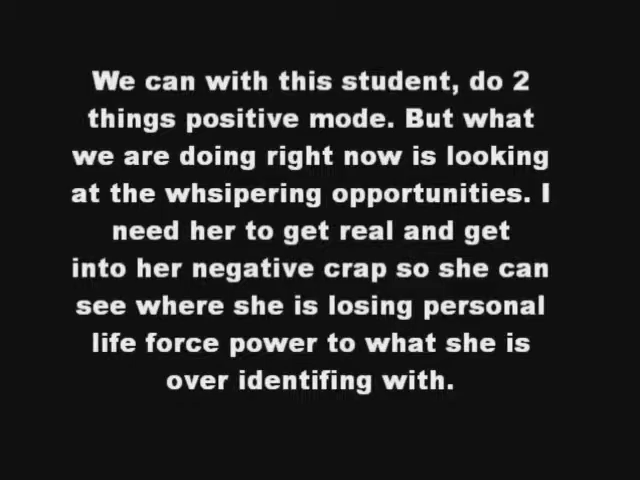 We can with this student, do 2
things positive mode. But what
we are doing right now is looking
at the whsipering opportunities. I
need her to get real and get
into her negative crap so she can
see where she is losing personal
life force power to what she is
over identifing with.